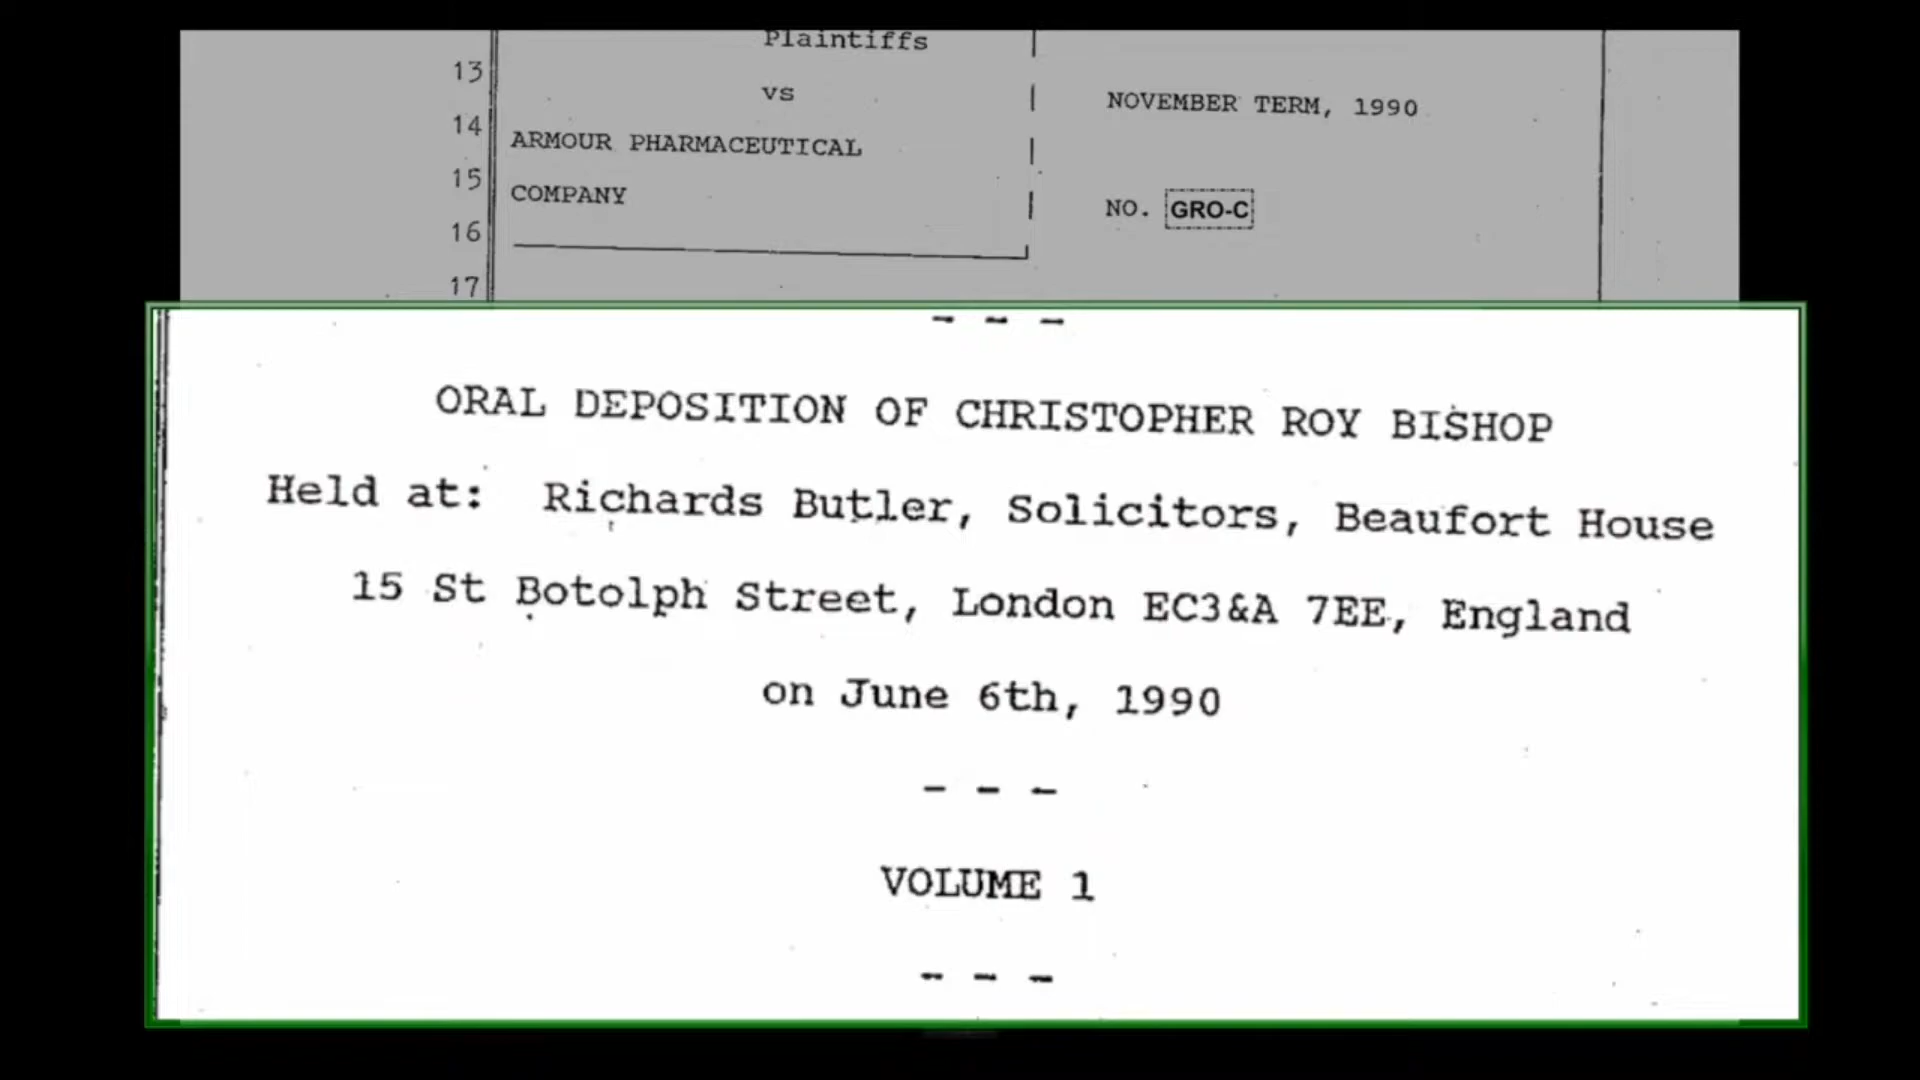 Plaintiffs
13
vs
NOVEMBER TERM, 1990
14
ARMOUR PHARMACEUTICAL
15
COMPANY
NO. GRO-C
16
17
- - -
ORAL DEPOSITION OF CHRISTOPHER ROY BISHOP
Held at: Richards Butler, Solicitors, Beaufort House
15 St Botolph Street, London EC3&A 7EE, England
on June 6th, 1990
- - -
VOLUME 1
- - -